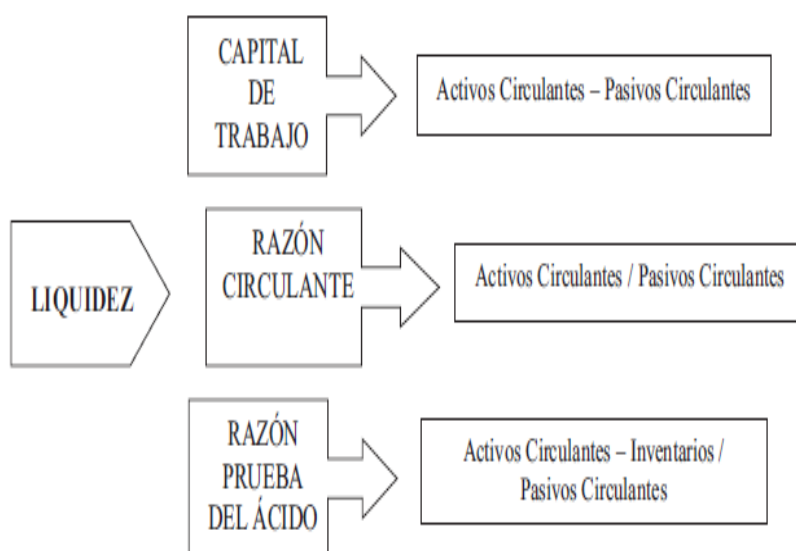 CAPITAL
DE
TRABAJO
Activos Circulantes – Pasivos Circulantes
LIQUIDEZ
RAZÓN
CIRCULANTE
Activos Circulantes / Pasivos Circulantes
RAZÓN
PRUEBA
DEL ÁCIDO
Activos Circulantes – Inventarios /
Pasivos Circulantes